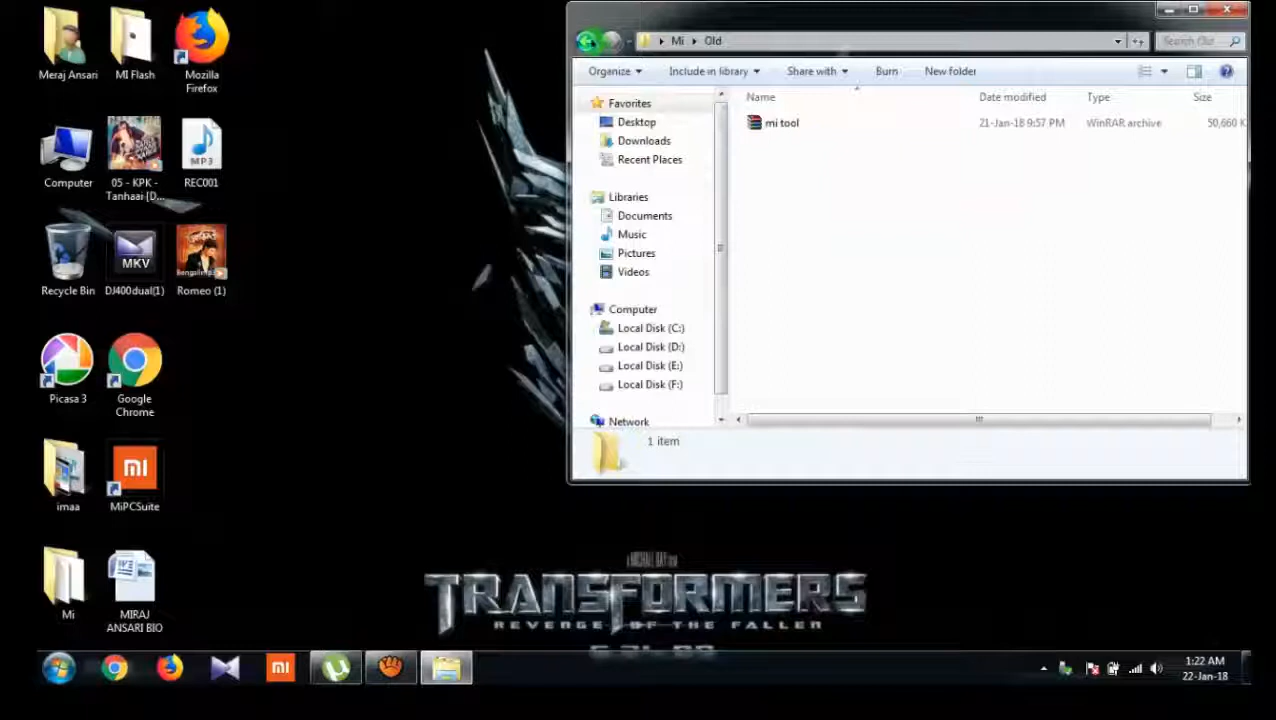 Meraj Ansari
MI Flash
Mozilla
Firefox
Computer
05 - KPK -
Tanhaai (D...
MP3
REC001
Recycle Bin
MKV
DJ400dual(1)
Romeo (1)
Picasa 3
Google
Chrome
imaa
MI
MiPCSuite
Mi
MIRAJ
ANSARI BIO
Mi
Old
Search Old
Organize
Include in library
Share with
Burn
New folder
Favorites
Desktop
Downloads
Recent Places
Libraries
Documents
Music
Pictures
Videos
Computer
Local Disk (C:)
Local Disk (D:)
Local Disk (E:)
Local Disk (F:)
Network
Name
Date modified
Type
Size
mi tool
21-Jan-18 9:57 PM
WinRAR archive
50,660 K
1 item
TRANSFORMERS
REVENGE OF THE FALLEN
MI
1:22 AM
22-Jan-18